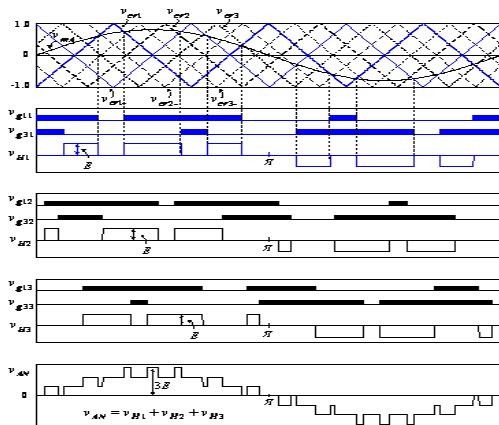 1.0 v_cr1 v_cr2 v_cr3
v_mA
0
-1.0
v_cr1- v_cr2- v_cr3-
v_g11
v_g31
v_H1 E π
v_g12
v_g32
v_H2 E π
v_g13
v_g33
v_H3 E π
v_AN 3E
0 π
v_AN = v_H1 + v_H2 + v_H3